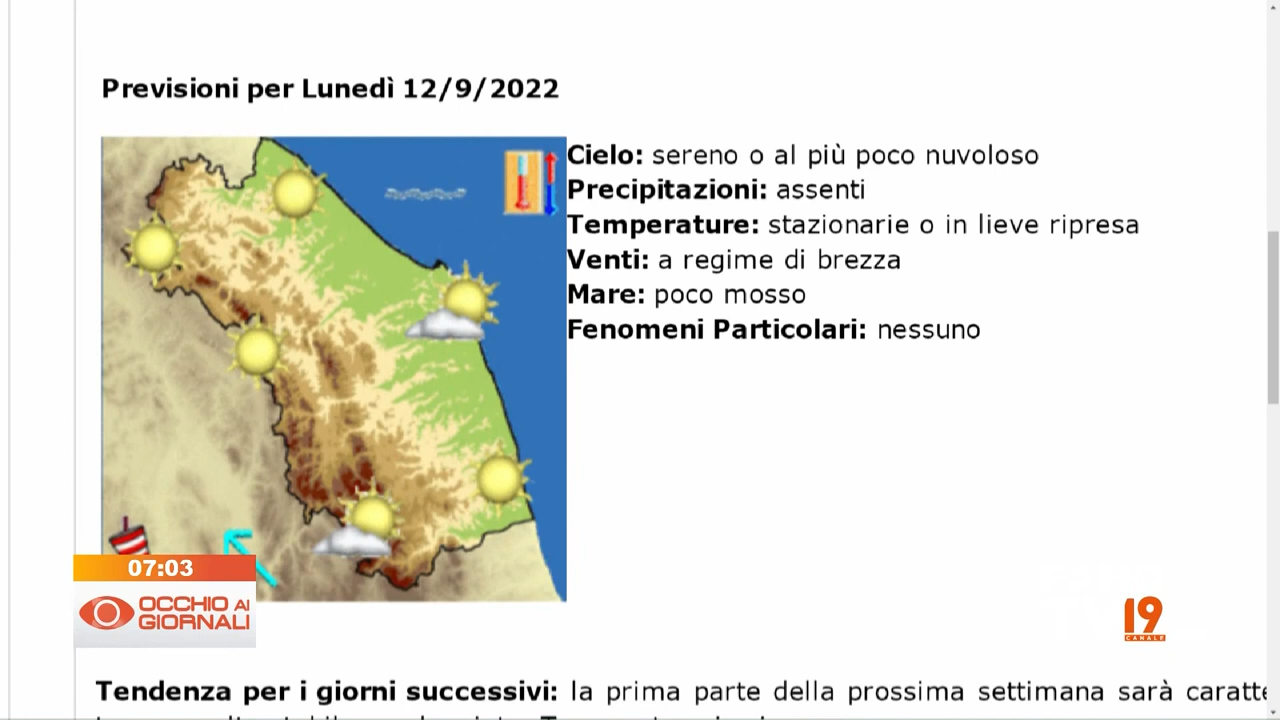 Previsioni per Lunedì 12/9/2022
Cielo: sereno o al più poco nuvoloso
Precipitazioni: assenti
Temperature: stazionarie o in lieve ripresa
Venti: a regime di brezza
Mare: poco mosso
Fenomeni Particolari: nessuno
07:03
OCCHIO AI
GIORNALI
19
CANALE
Tendenza per i giorni successivi: la prima parte della prossima settimana sarà caratte